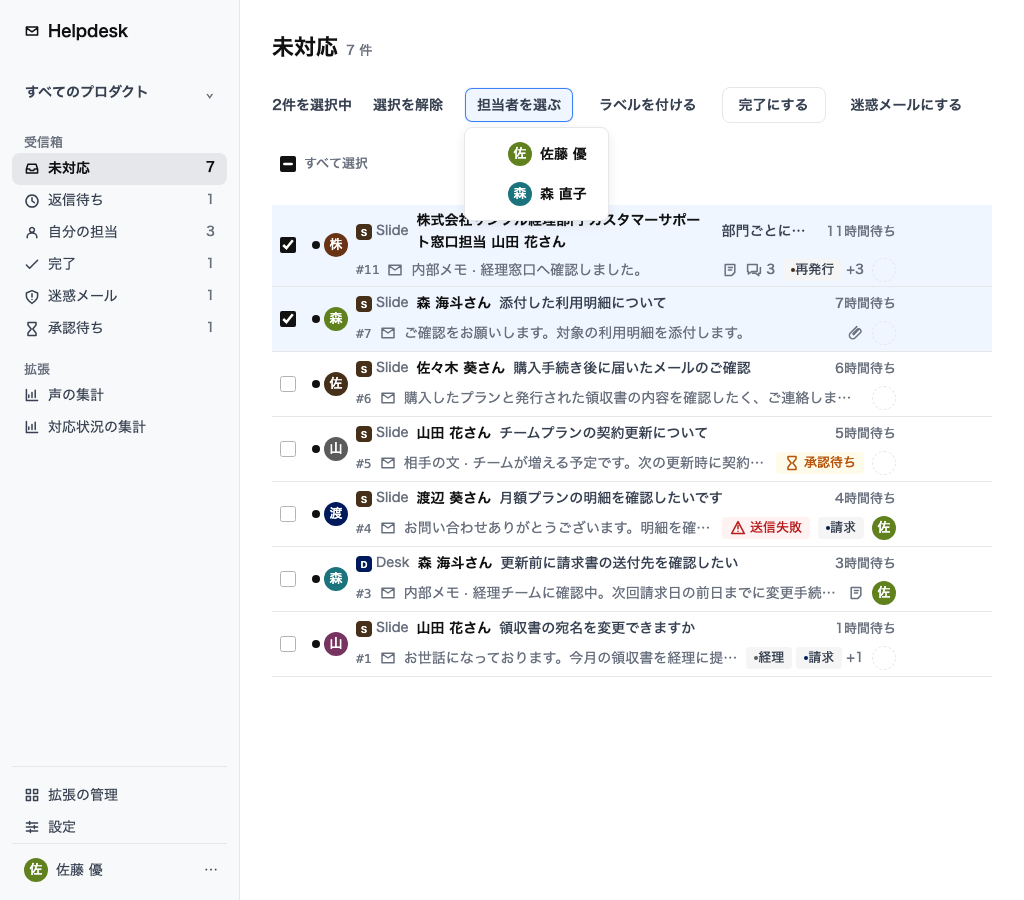 Helpdesk
すべてのプロダクト
受信箱
未対応 7
返信待ち 1
自分の担当 3
完了 1
迷惑メール 1
承認待ち 1
拡張
声の集計
対応状況の集計
拡張の管理
設定
佐 佐藤 優 …
未対応 7 件
2件を選択中 選択を解除 担当者を選ぶ ラベルを付ける 完了にする 迷惑メールにする
佐 佐藤 優
森 森 直子
すべて選択
株 S Slide 株式会社サンプル経理部門カスタマーサポー
ト窓口担当 山田 花さん 部門ごとに… 11時間待ち
#11 内部メモ · 経理窓口へ確認しました。 3 •再発行 +3
森 S Slide 森 海斗さん 添付した利用明細について 7時間待ち
#7 ご確認をお願いします。対象の利用明細を添付します。
佐 S Slide 佐々木 葵さん 購入手続き後に届いたメールのご確認 6時間待ち
#6 購入したプランと発行された領収書の内容を確認したく、ご連絡しま…
山 S Slide 山田 花さん チームプランの契約更新について 5時間待ち
#5 相手の文 · チームが増える予定です。次の更新時に契約… 承認待ち
渡 S Slide 渡辺 葵さん 月額プランの明細を確認したいです 4時間待ち
#4 お問い合わせありがとうございます。明細を確… 送信失敗 •請求 佐
森 D Desk 森 海斗さん 更新前に請求書の送付先を確認したい 3時間待ち
#3 内部メモ · 経理チームに確認中。次回請求日の前日までに変更手続… 佐
山 S Slide 山田 花さん 領収書の宛名を変更できますか 1時間待ち
#1 お世話になっております。今月の領収書を経理に提… •経理 •請求 +1